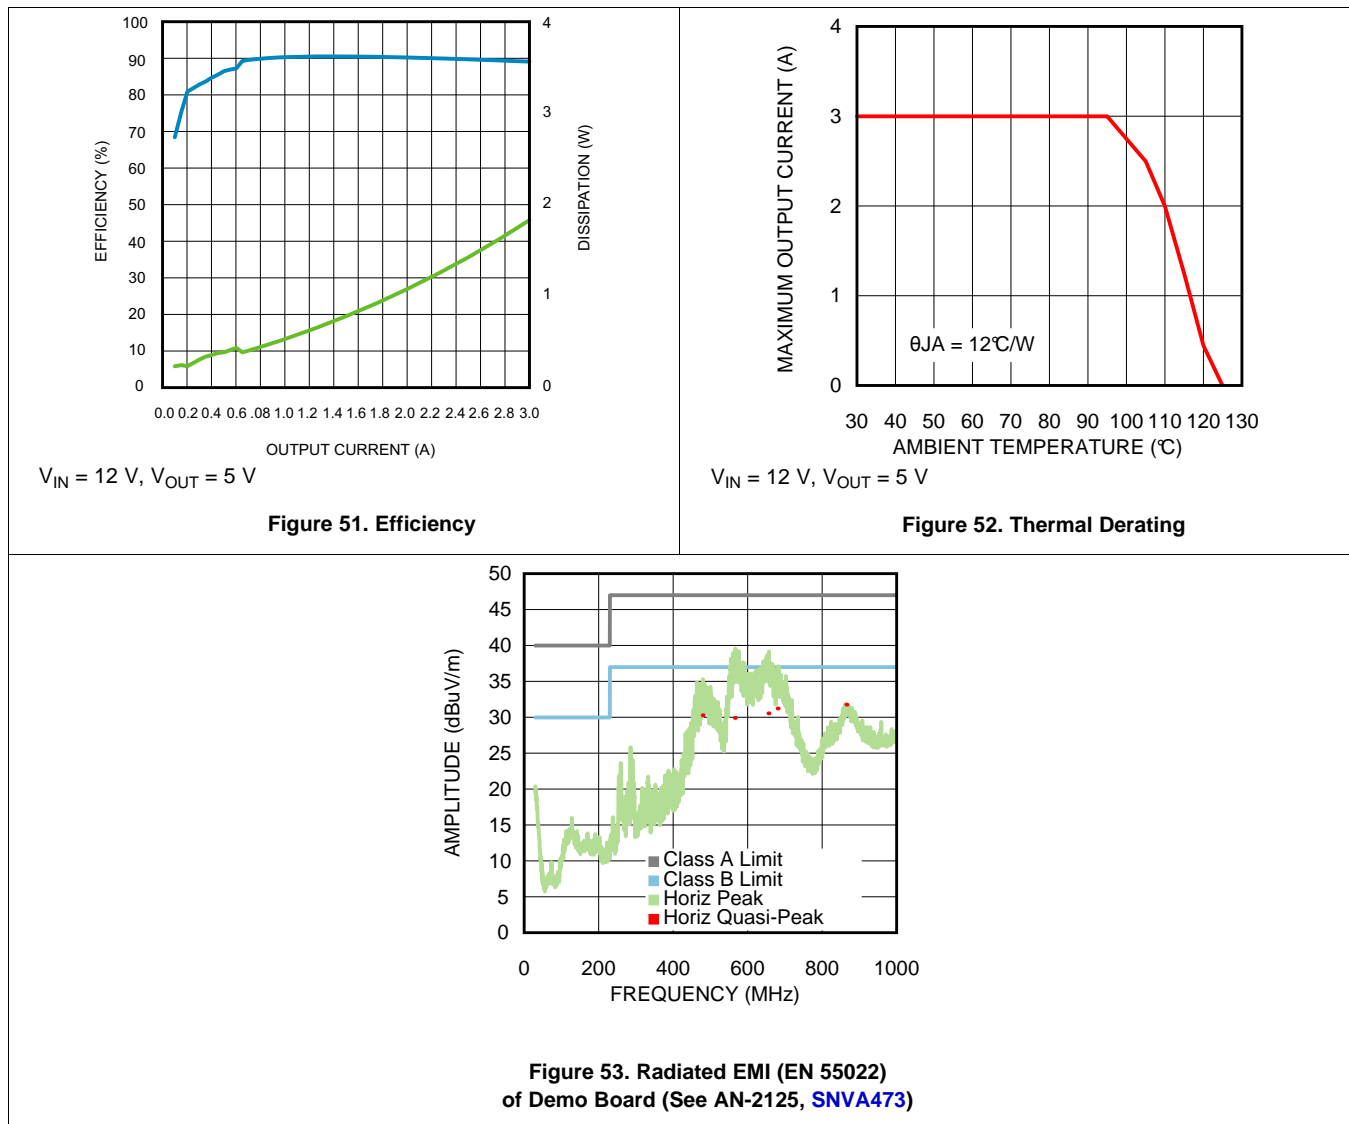 100
90
80
70
60
50
40
30
20
10
0
EFFICIENCY (%)
4
3
2
1
0
DISSIPATION (W)
0.0 0.2 0.4 0.6 .08 1.0 1.2 1.4 1.6 1.8 2.0 2.2 2.4 2.6 2.8 3.0
OUTPUT CURRENT (A)
VIN = 12 V, VOUT = 5 V
Figure 51. Efficiency
4
3
2
1
0
MAXIMUM OUTPUT CURRENT (A)
θJA = 12°C/W
30 40 50 60 70 80 90 100 110 120 130
AMBIENT TEMPERATURE (°C)
VIN = 12 V, VOUT = 5 V
Figure 52. Thermal Derating
50
45
40
35
30
25
20
15
10
5
0
AMPLITUDE (dBuV/m)
Class A Limit
Class B Limit
Horiz Peak
Horiz Quasi-Peak
0 200 400 600 800 1000
FREQUENCY (MHz)
Figure 53. Radiated EMI (EN 55022)
of Demo Board (See AN-2125, SNVA473)